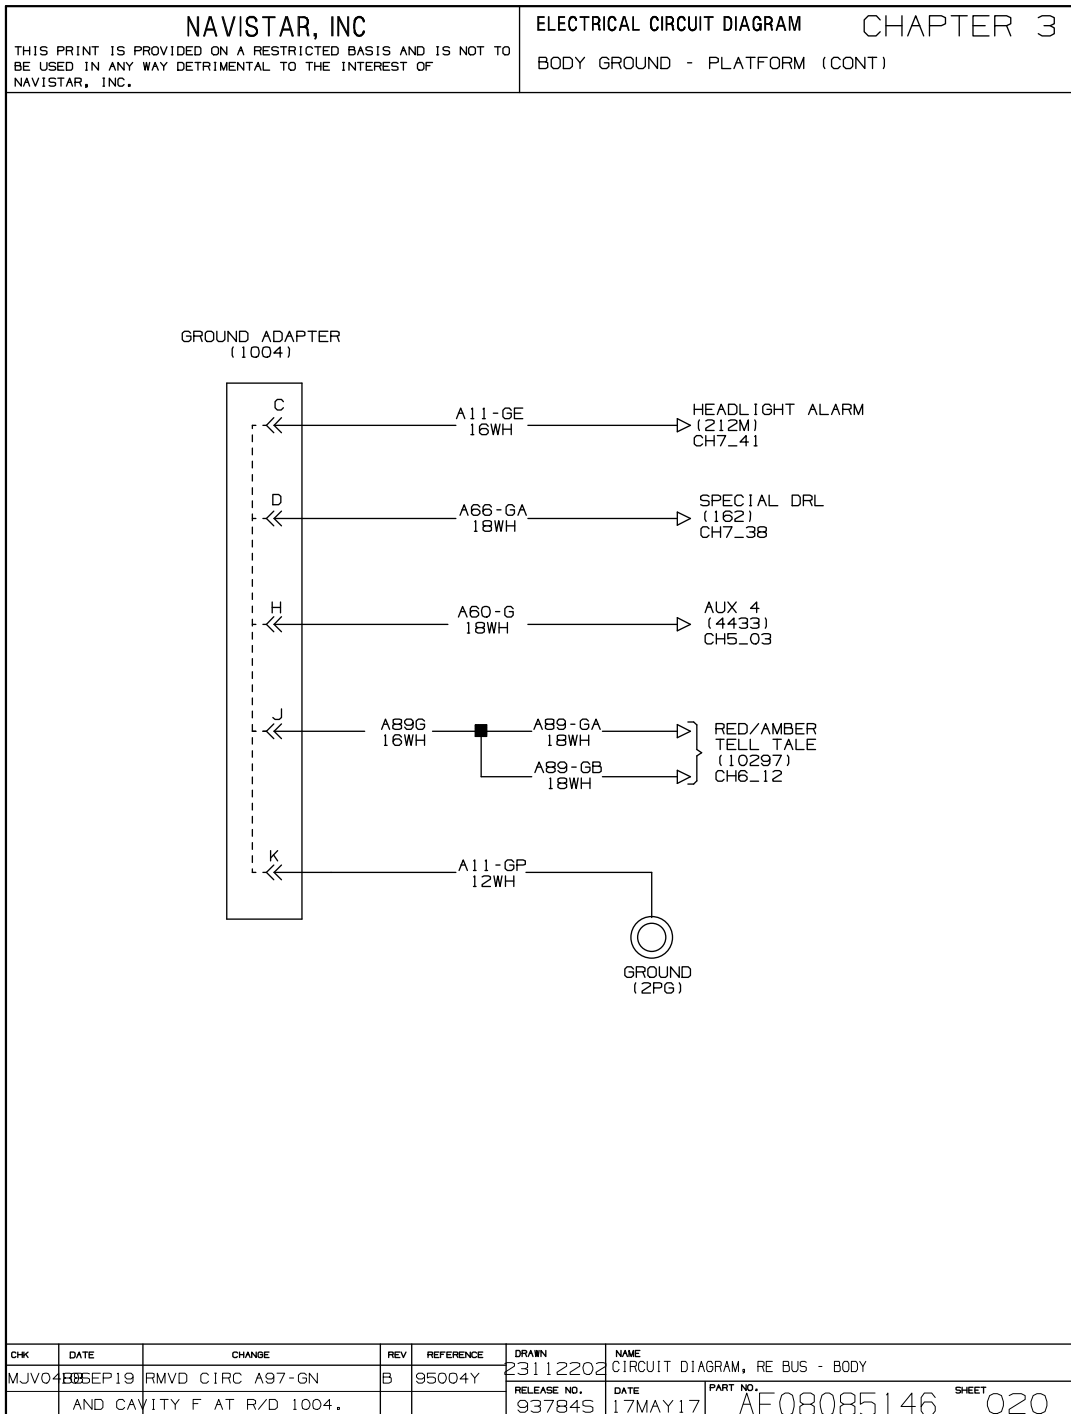 NAVISTAR, INC
THIS PRINT IS PROVIDED ON A RESTRICTED BASIS AND IS NOT TO
BE USED IN ANY WAY DETRIMENTAL TO THE INTEREST OF
NAVISTAR, INC.
ELECTRICAL CIRCUIT DIAGRAM CHAPTER 3
BODY GROUND - PLATFORM (CONT)
GROUND ADAPTER
(1004)
C
A11-GE
16WH
HEADLIGHT ALARM
(212M)
CH7_41
D
A66-GA
18WH
SPECIAL DRL
(162)
CH7_38
H
A60-G
18WH
AUX 4
(4433)
CH5_03
J
A89G
16WH
A89-GA
18WH
A89-GB
18WH
RED/AMBER
TELL TALE
(10297)
CH6_12
K
A11-GP
12WH
GROUND
(2PG)
CHK DATE CHANGE REV REFERENCE
RMVD CIRC A97-GN B 95004Y
AND CAVITY F AT R/D 1004.
DRAWN
23112202
NAME
CIRCUIT DIAGRAM, RE BUS - BODY
RELEASE NO.
93784S
DATE
17MAY17
PART NO.
AF08085146
SHEET
020